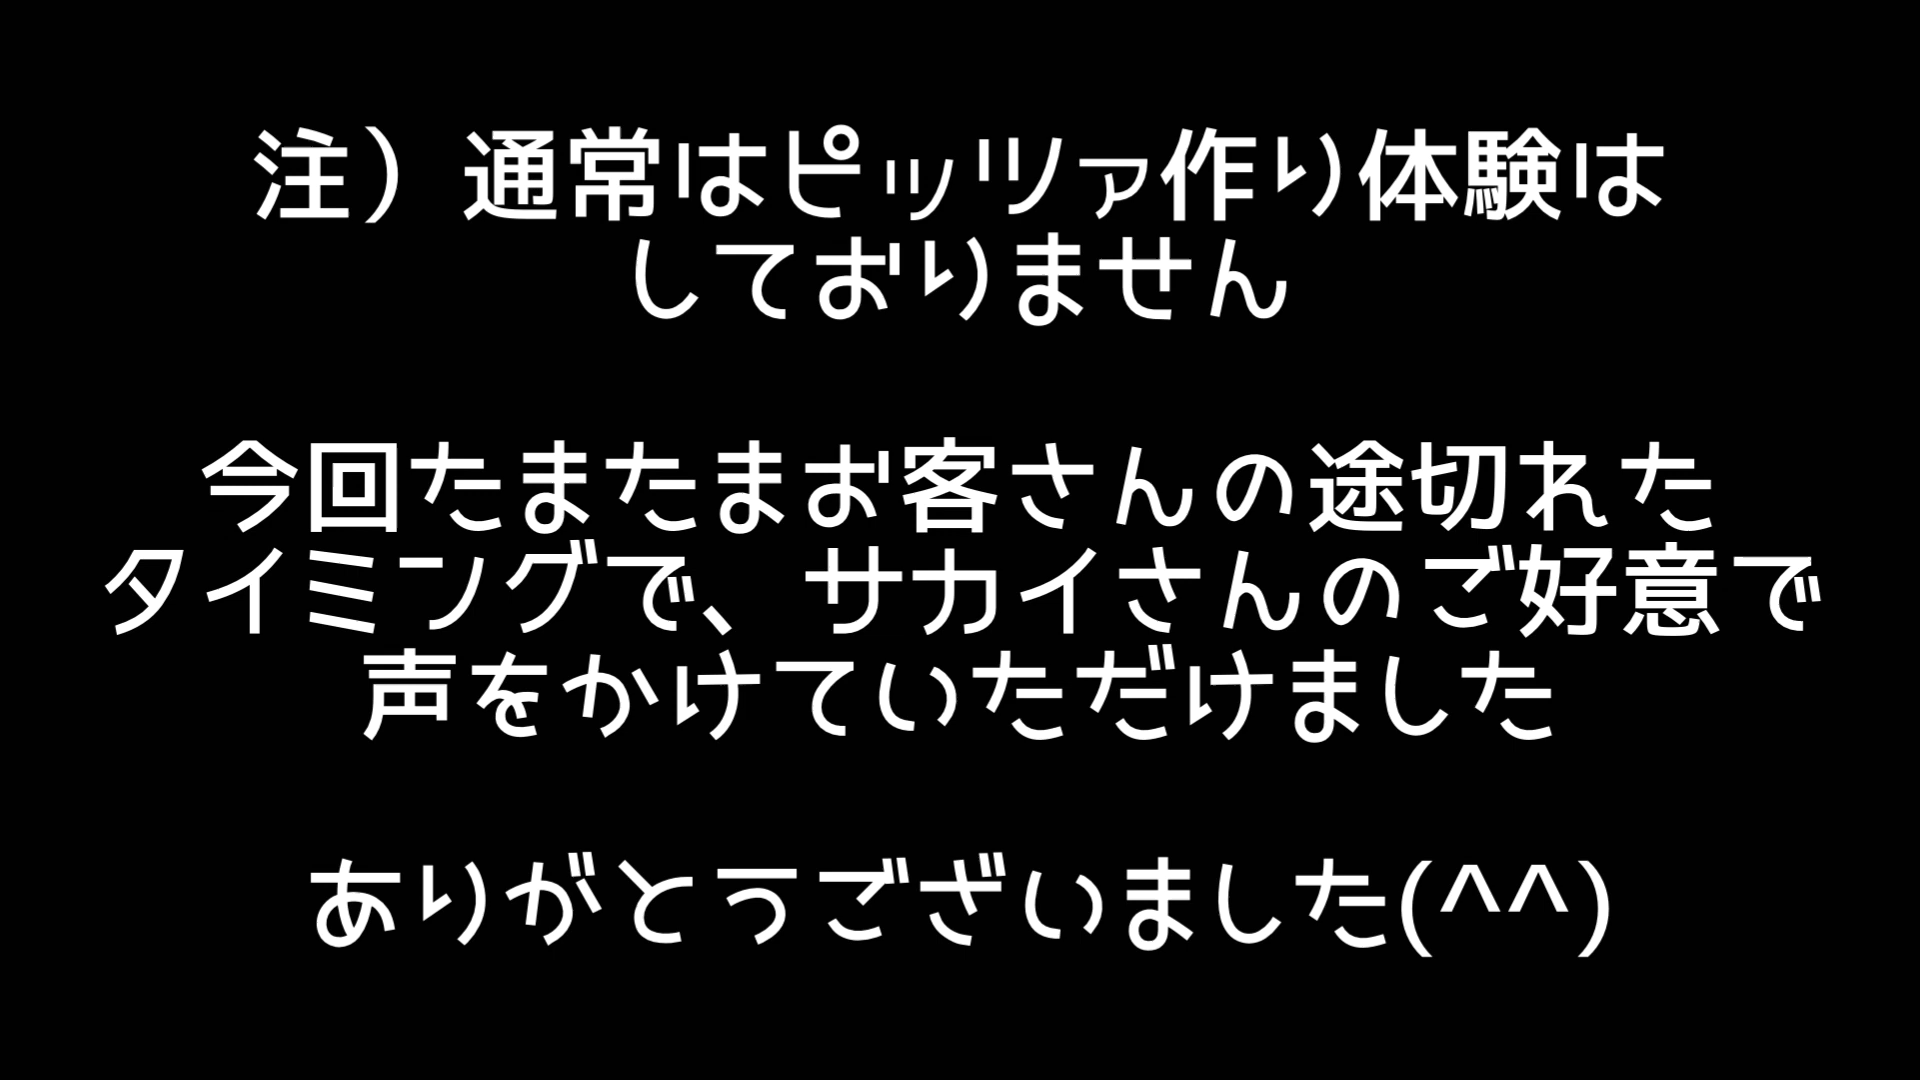 注）通常はピッツァ作り体験は
しておりません
今回たまたまお客さんの途切れた
タイミングで、サカイさんのご好意で
声をかけていただけました
ありがとうございました(^^)